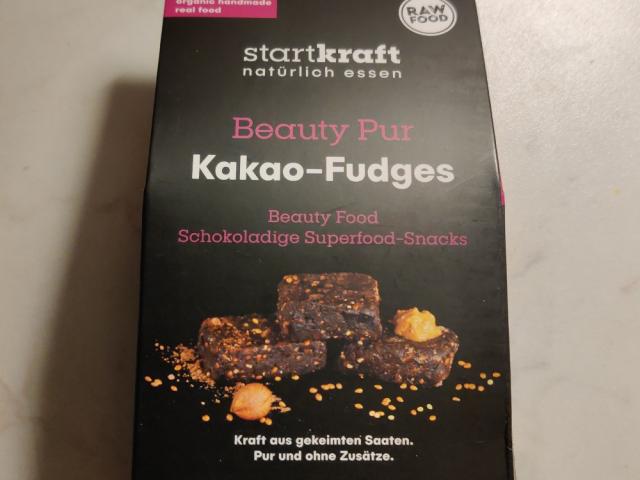 organic handmade
real food
RAW
FOOD
startkraft
natürlich essen
Beauty Pur
Kakao-Fudges
Beauty Food
Schokoladige Superfood-Snacks
Kraft aus gekeimten Saaten.
Pur und ohne Zusätze.